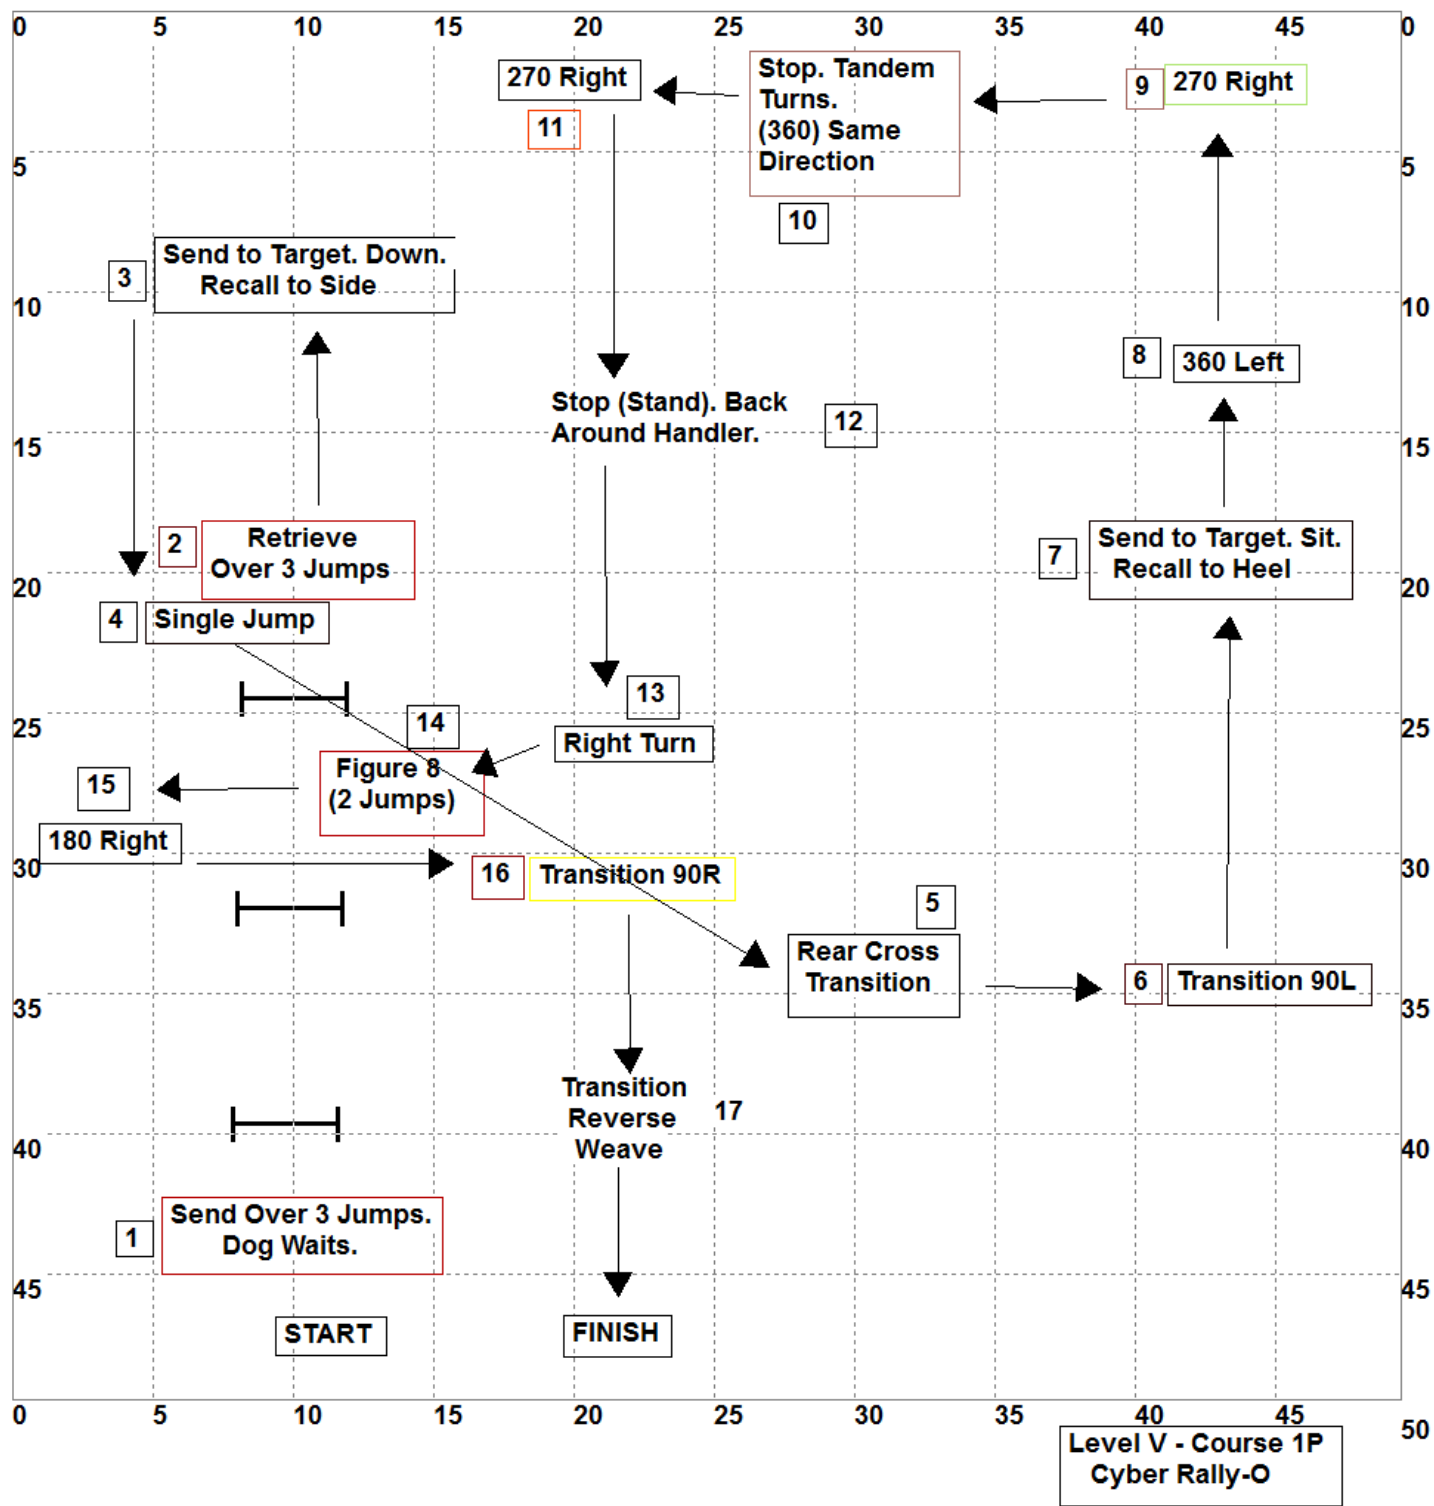 0 5 10 15 20 25 30 35 40 45 0
270 Right
Stop. Tandem
Turns.
(360) Same
Direction
9
270 Right
11
5
5
10
3
Send to Target. Down.
Recall to Side
10
10
8
360 Left
Stop (Stand). Back
Around Handler.
12
15
15
2
Retrieve
Over 3 Jumps
7
Send to Target. Sit.
Recall to Heel
20
20
4
Single Jump
13
14
25
25
Right Turn
Figure 8
(2 Jumps)
15
180 Right
30
30
16
Transition 90R
5
Rear Cross
Transition
6
Transition 90L
35
35
Transition
Reverse
Weave
17
40
40
1
Send Over 3 Jumps.
Dog Waits.
45
45
START
FINISH
0 5 10 15 20 25 30 35 40 45 50
Level V - Course 1P
Cyber Rally-O